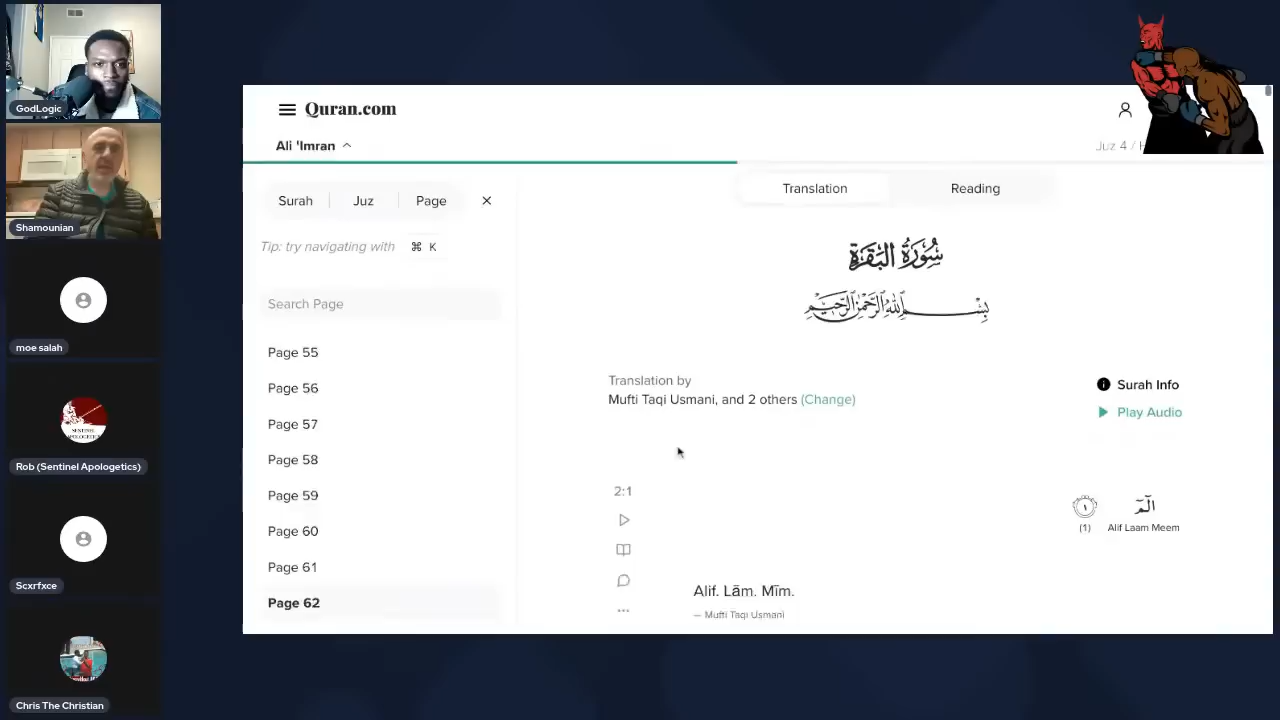 GodLogic
Shamounian
moe salah
SENTINEL
APOLOGETICS
Rob (Sentinel Apologetics)
Scxrfxce
Chris The Christian
Quran.com
Ali 'Imran
Juz 4 / H
Surah
Juz
Page
Tip: try navigating with ⌘ K
Search Page
Page 55
Page 56
Page 57
Page 58
Page 59
Page 60
Page 61
Page 62
Translation
Reading
سُورَةُ البَقَرَةِ
بِسْمِ اللَّهِ الرَّحْمَٰنِ الرَّحِيمِ
Translation by
Mufti Taqi Usmani, and 2 others (Change)
Surah Info
Play Audio
2:1
الٓمٓ ١
(1) Alif Laam Meem
Alif. Lām. Mīm.
— Mufti Taqi Usmani